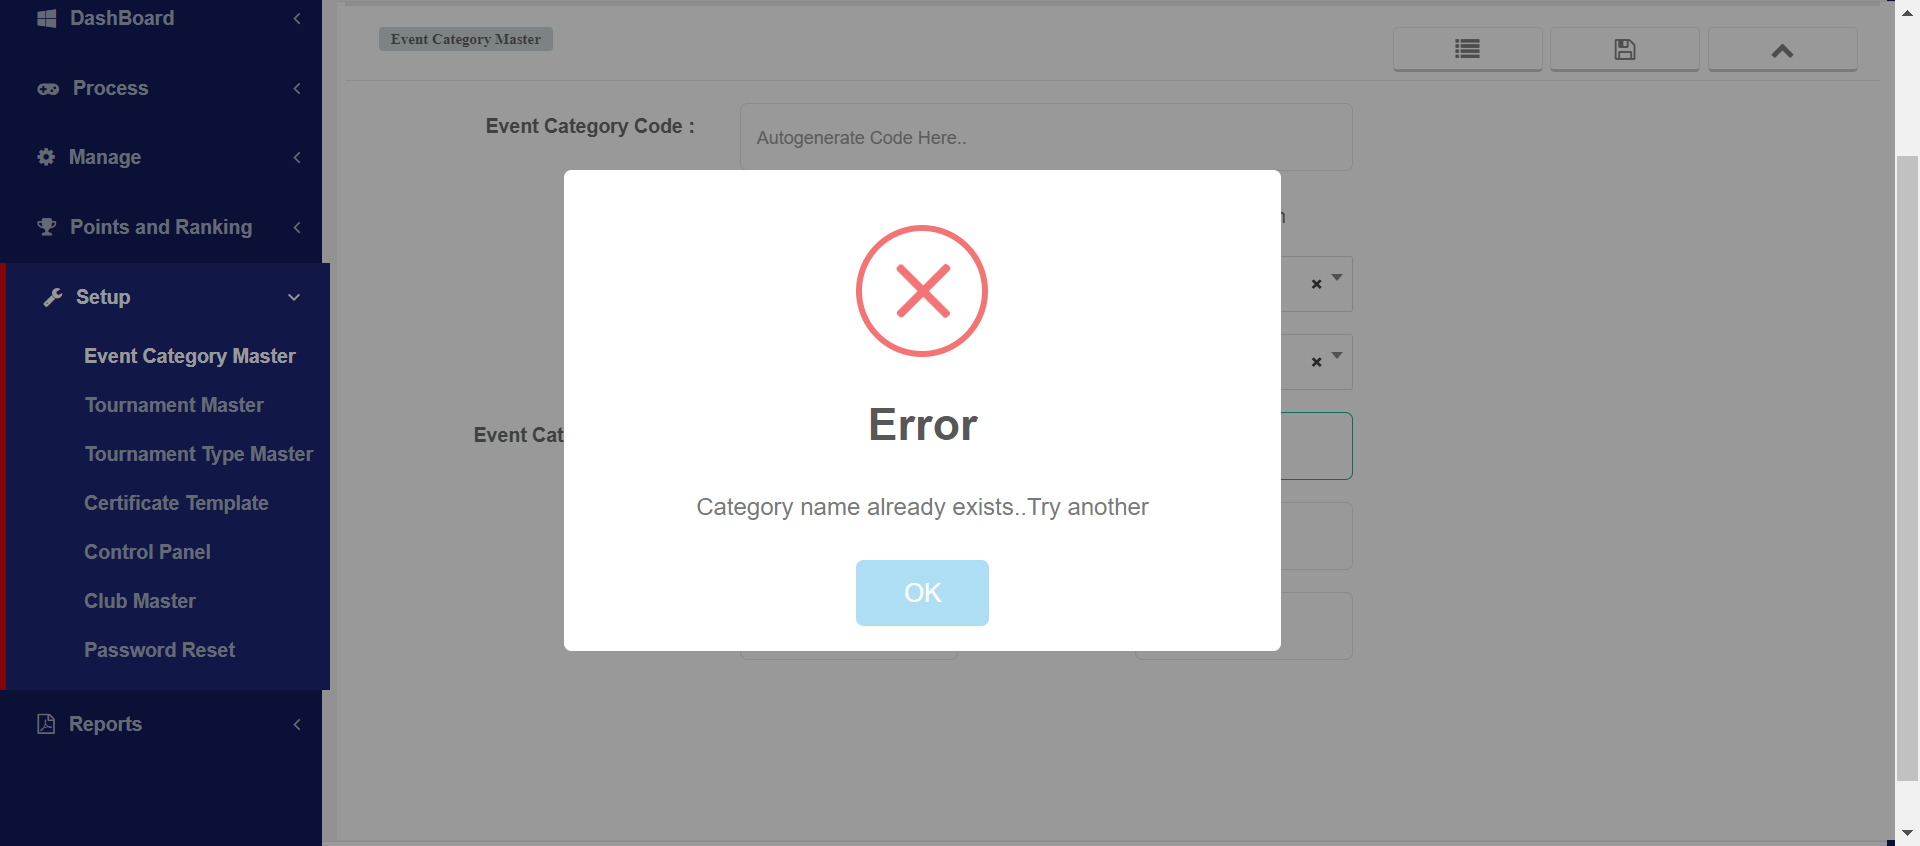 DashBoard
Process
Manage
Points and Ranking
Setup
Event Category Master
Tournament Master
Tournament Type Master
Certificate Template
Control Panel
Club Master
Password Reset
Reports
Event Category Master
Event Category Code :
Autogenerate Code Here..
Event Cat
Error
Category name already exists..Try another
OK